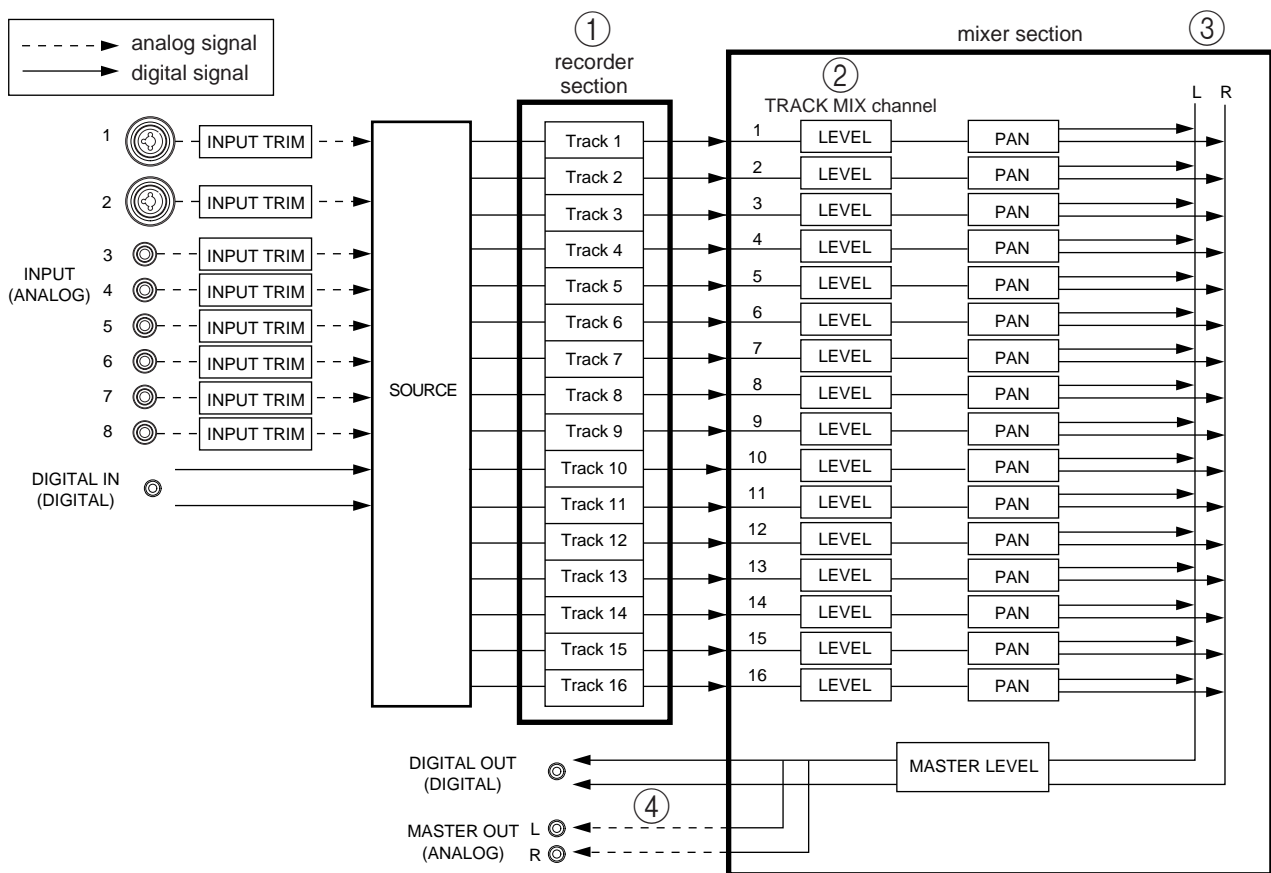 analog signal
digital signal
1
recorder
section
mixer section
3
2
TRACK MIX channel
L R
INPUT
(ANALOG)
1 INPUT TRIM
2 INPUT TRIM
3 INPUT TRIM
4 INPUT TRIM
5 INPUT TRIM
6 INPUT TRIM
7 INPUT TRIM
8 INPUT TRIM
DIGITAL IN
(DIGITAL)
SOURCE
Track 1
Track 2
Track 3
Track 4
Track 5
Track 6
Track 7
Track 8
Track 9
Track 10
Track 11
Track 12
Track 13
Track 14
Track 15
Track 16
1 LEVEL PAN
2 LEVEL PAN
3 LEVEL PAN
4 LEVEL PAN
5 LEVEL PAN
6 LEVEL PAN
7 LEVEL PAN
8 LEVEL PAN
9 LEVEL PAN
10 LEVEL PAN
11 LEVEL PAN
12 LEVEL PAN
13 LEVEL PAN
14 LEVEL PAN
15 LEVEL PAN
16 LEVEL PAN
MASTER LEVEL
DIGITAL OUT
(DIGITAL)
4
MASTER OUT
(ANALOG)
L
R